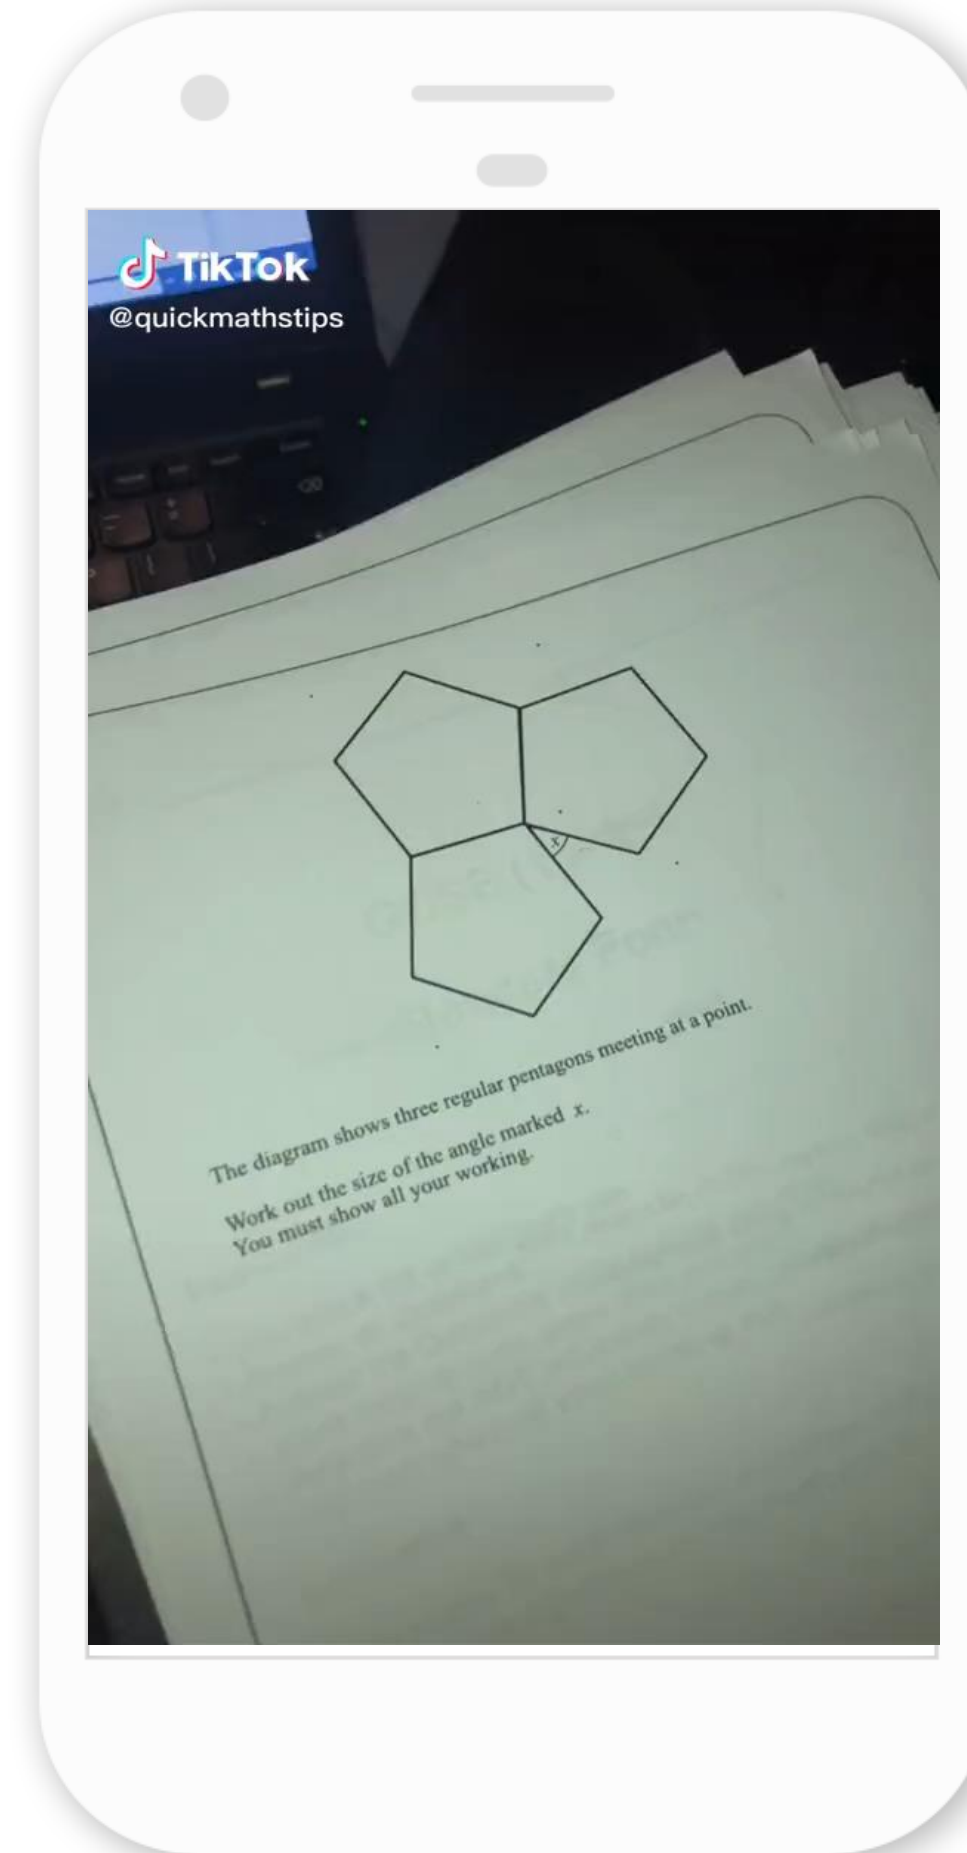 TikTok
@quickmathstips
x
The diagram shows three regular pentagons meeting at a point.
Work out the size of the angle marked x.
You must show all your working.